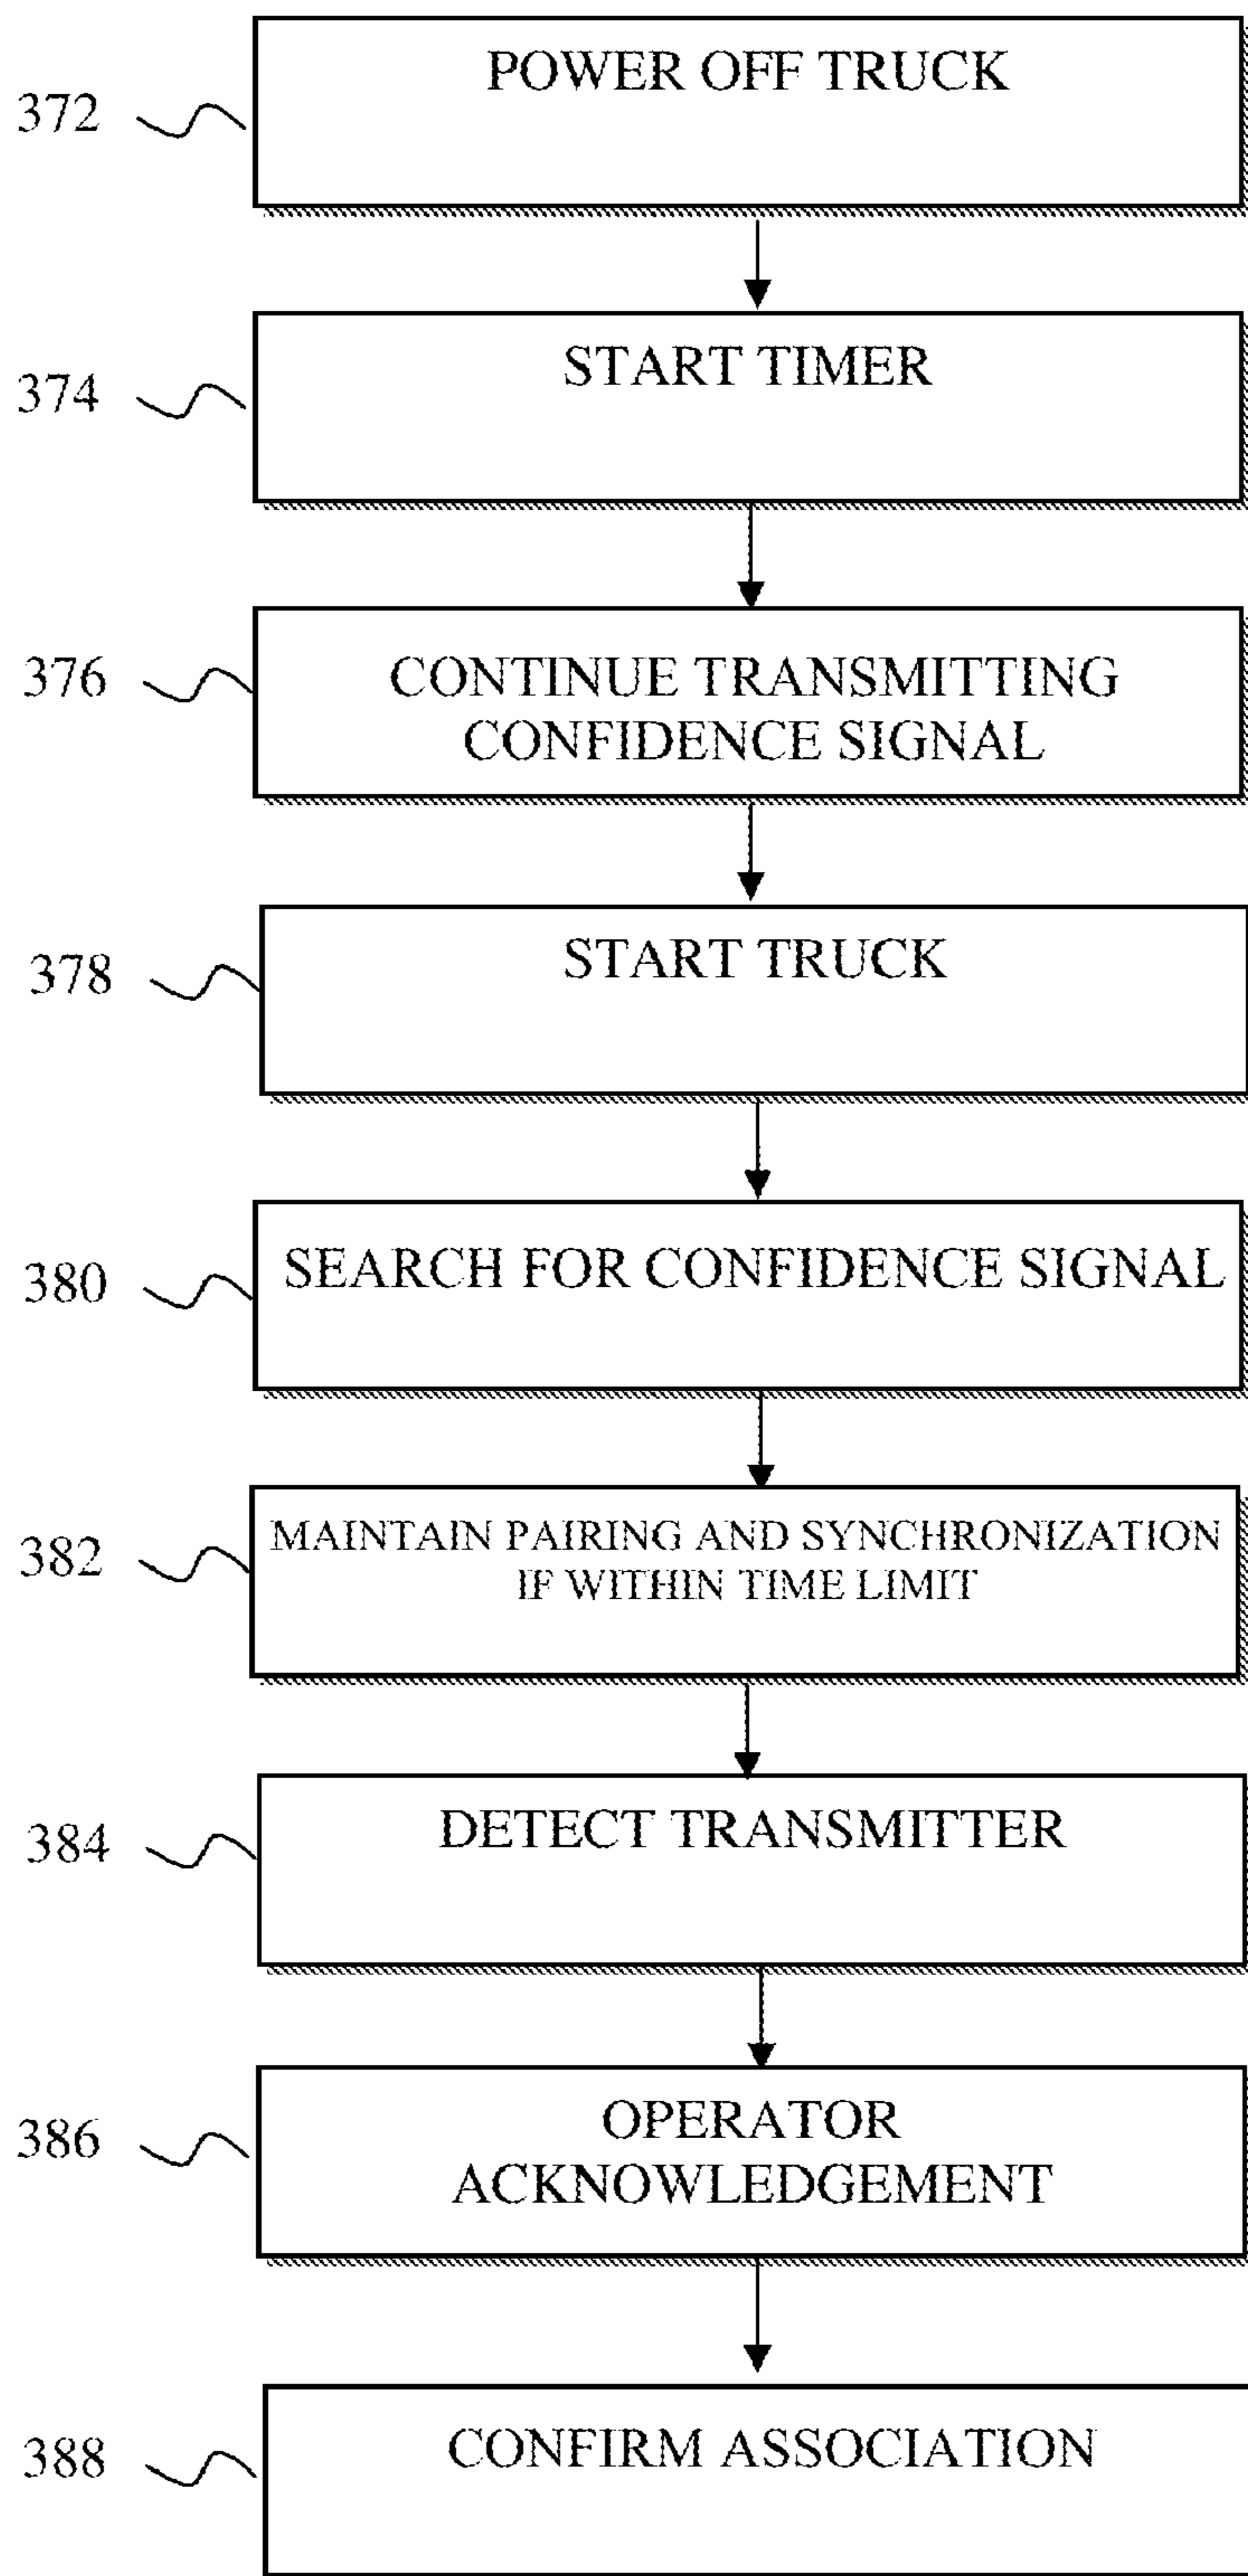 372
POWER OFF TRUCK
374
START TIMER
376
CONTINUE TRANSMITTING
CONFIDENCE SIGNAL
378
START TRUCK
380
SEARCH FOR CONFIDENCE SIGNAL
382
MAINTAIN PAIRING AND SYNCHRONIZATION
IF WITHIN TIME LIMIT
384
DETECT TRANSMITTER
386
OPERATOR
ACKNOWLEDGEMENT
388
CONFIRM ASSOCIATION